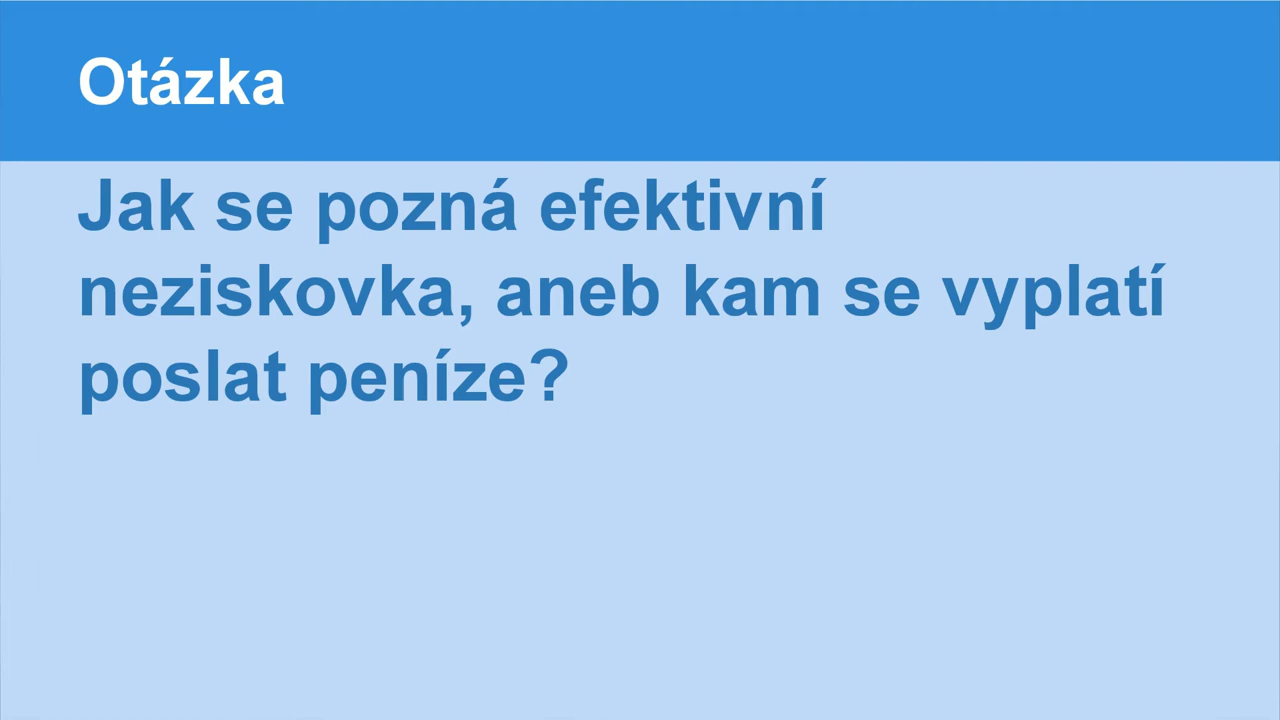 Otázka
Jak se pozná efektivní
neziskovka, aneb kam se vyplatí
poslat peníze?